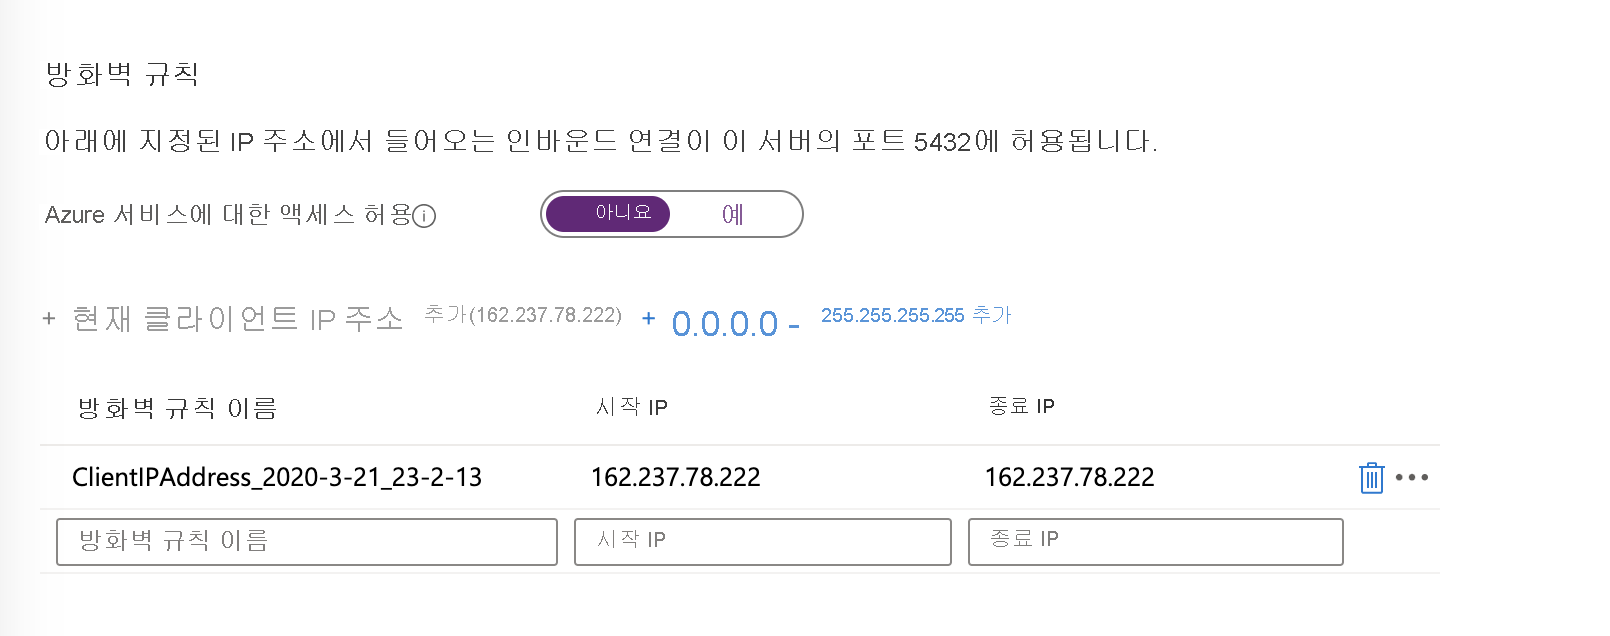 방화벽 규칙
아래에 지정된 IP 주소에서 들어오는 인바운드 연결이 이 서버의 포트 5432에 허용됩니다.
Azure 서비스에 대한 액세스 허용 아니요 예
+ 현재 클라이언트 IP 주소 추가(162.237.78.222) + 0.0.0.0 - 255.255.255.255 추가
방화벽 규칙 이름 시작 IP 종료 IP
ClientIPAddress_2020-3-21_23-2-13 162.237.78.222 162.237.78.222
방화벽 규칙 이름 시작 IP 종료 IP